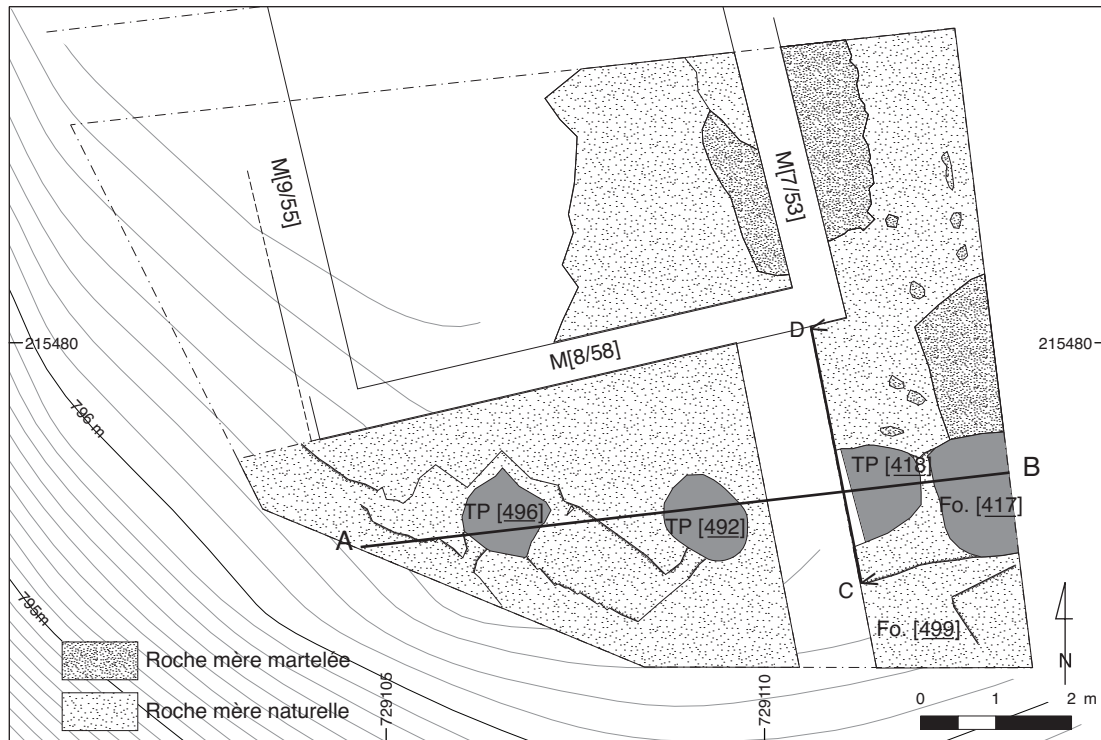 M[9/55]
M[7/53]
215480
215480
D
M[8/58]
796 m
TP [418]
B
Fo. [417]
TP [496]
TP [492]
A
C
795m
Fo. [499]
Roche mère martelée
N
Roche mère naturelle
729105
729110
0 1 2 m